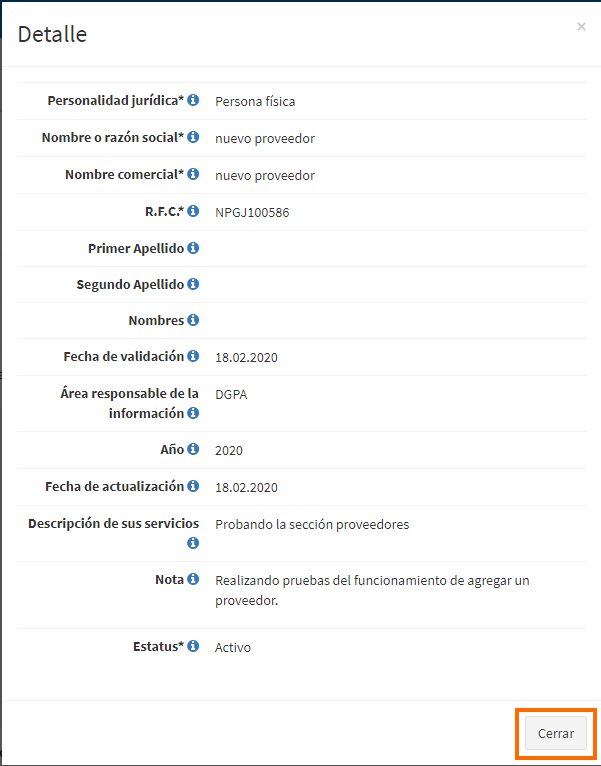 Detalle
×
Personalidad jurídica* Persona física
Nombre o razón social* nuevo proveedor
Nombre comercial* nuevo proveedor
R.F.C.* NPGJ100586
Primer Apellido
Segundo Apellido
Nombres
Fecha de validación 18.02.2020
Área responsable de la DGPA
información
Año 2020
Fecha de actualización 18.02.2020
Descripción de sus servicios Probando la sección proveedores
Nota Realizando pruebas del funcionamiento de agregar un
proveedor.
Estatus* Activo
Cerrar